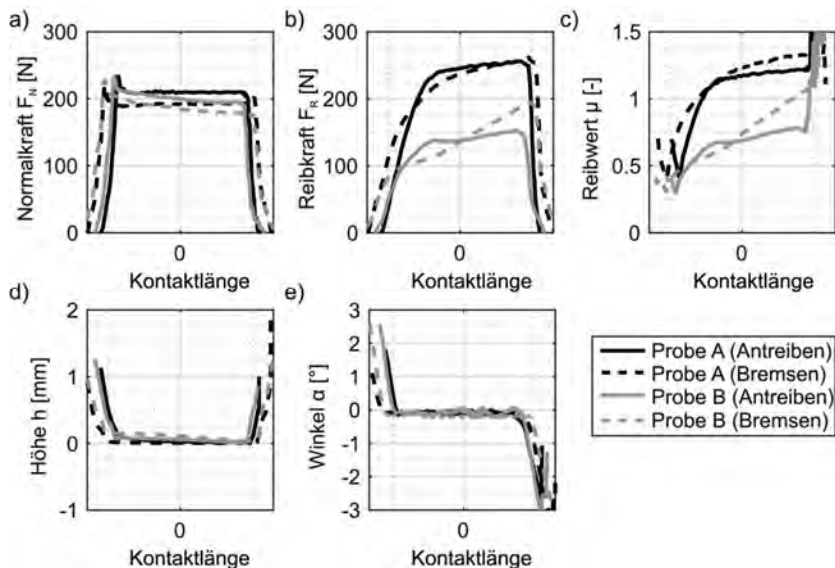 a)
Normalkraft F_N [N]
300
200
100
0
0
Kontaktlänge
b)
Reibkraft F_R [N]
300
200
100
0
0
Kontaktlänge
c)
Reibwert μ [-]
1.5
1
0.5
0
0
Kontaktlänge
d)
Höhe h [mm]
2
1
0
-1
0
Kontaktlänge
e)
Winkel α [°]
3
2
1
0
-1
-2
-3
0
Kontaktlänge
Probe A (Antreiben)
Probe A (Bremsen)
Probe B (Antreiben)
Probe B (Bremsen)